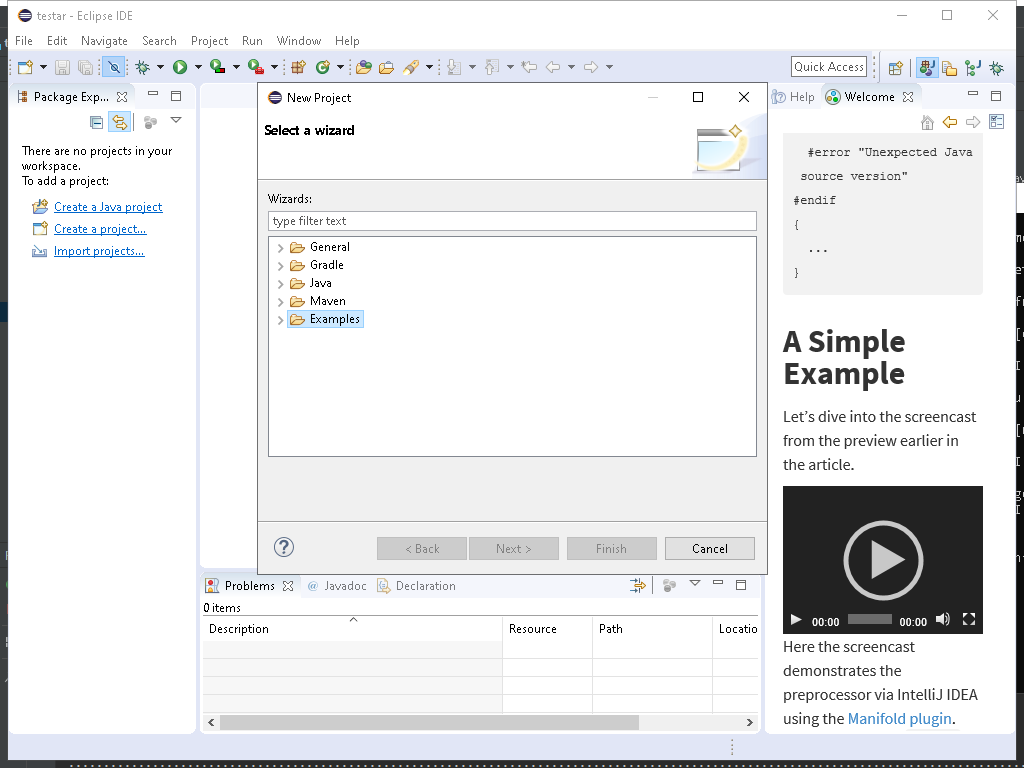 testar - Eclipse IDE
File Edit Navigate Search Project Run Window Help
Quick Access
Package Exp...
There are no projects in your
workspace.
To add a project:
Create a Java project
Create a project...
Import projects...
New Project
Select a wizard
Wizards:
type filter text
General
Gradle
Java
Maven
Examples
?
< Back Next > Finish Cancel
Problems @ Javadoc Declaration
0 items
Description Resource Path Locatio
Help Welcome
#error "Unexpected Java
source version"
#endif
{
...
}
A Simple
Example
Let's dive into the screencast
from the preview earlier in
the article.
00:00 00:00
Here the screencast
demonstrates the
preprocessor via IntelliJ IDEA
using the Manifold plugin.